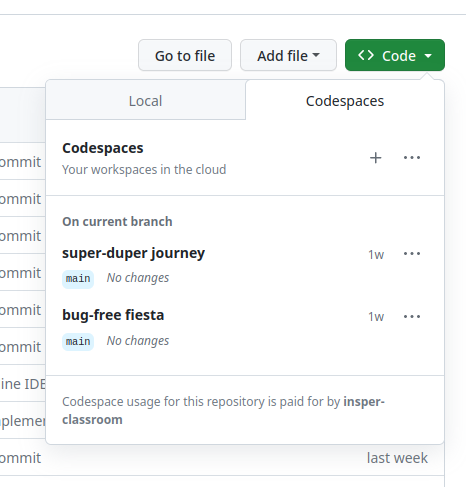 Go to file Add file <> Code
Local Codespaces
Codespaces
Your workspaces in the cloud
ommit
ommit
On current branch
ommit
super-duper journey 1w
ommit
main No changes
ommit
bug-free fiesta 1w
ommit
main No changes
ine IDE
Codespace usage for this repository is paid for by insper-
classroom
plemen
ommit last week